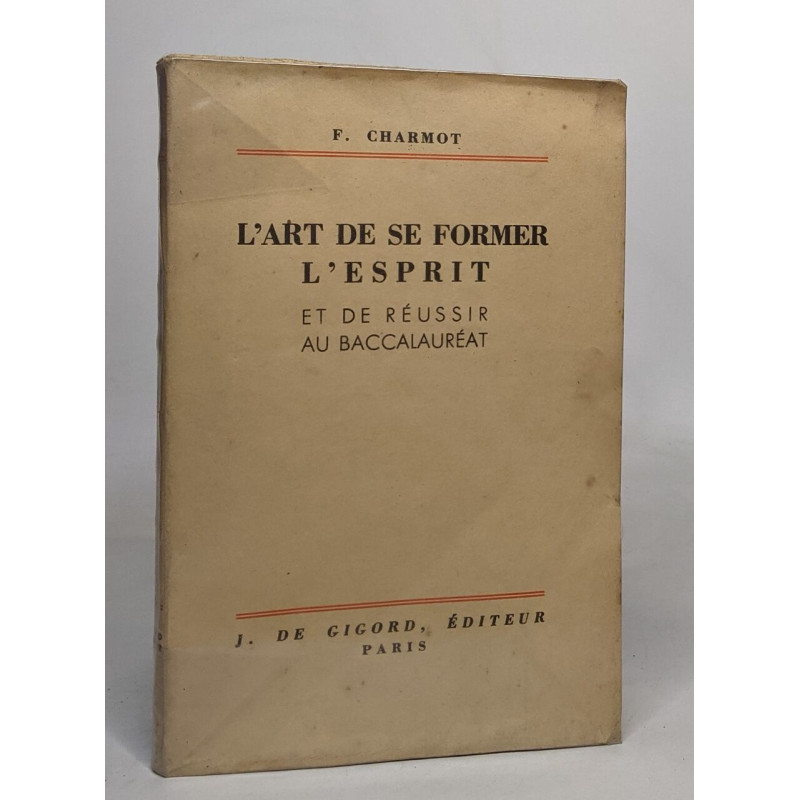 F. CHARMOT
L'ART DE SE FORMER
L'ESPRIT
ET DE RÉUSSIR
AU BACCALAURÉAT
J. DE GIGORD, ÉDITEUR
PARIS